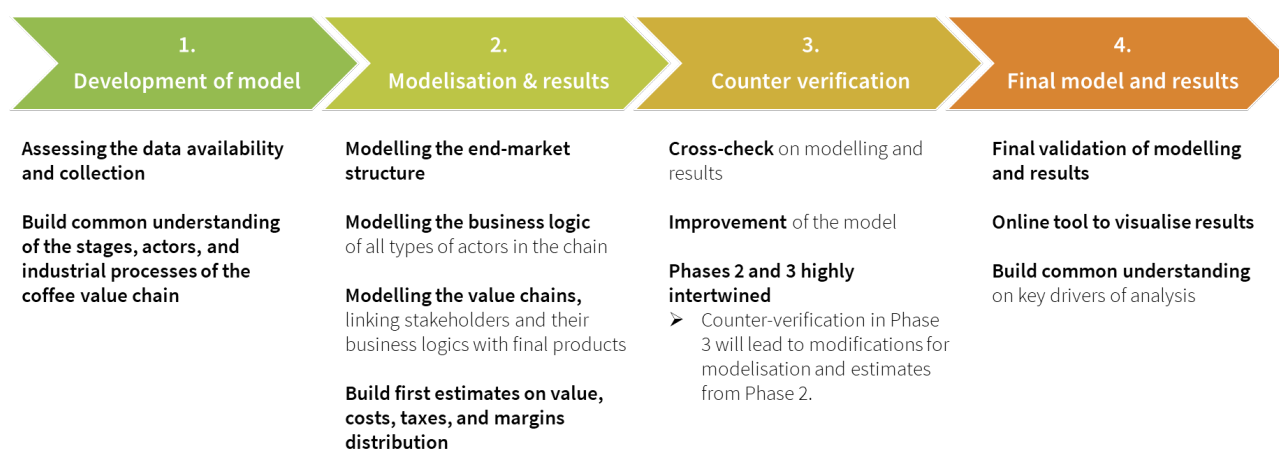 1.
Development of model
Assessing the data availability
and collection
Build common understanding
of the stages, actors, and
industrial processes of the
coffee value chain
2.
Modelisation & results
Modelling the end-market
structure
Modelling the business logic
of all types of actors in the chain
Modelling the value chains,
linking stakeholders and their
business logics with final products
Build first estimates on value,
costs, taxes, and margins
distribution
3.
Counter verification
Cross-check on modelling and
results
Improvement of the model
Phases 2 and 3 highly
intertwined
➢ Counter-verification in Phase
3 will lead to modifications for
modelisation and estimates
from Phase 2.
4.
Final model and results
Final validation of modelling
and results
Online tool to visualise results
Build common understanding
on key drivers of analysis